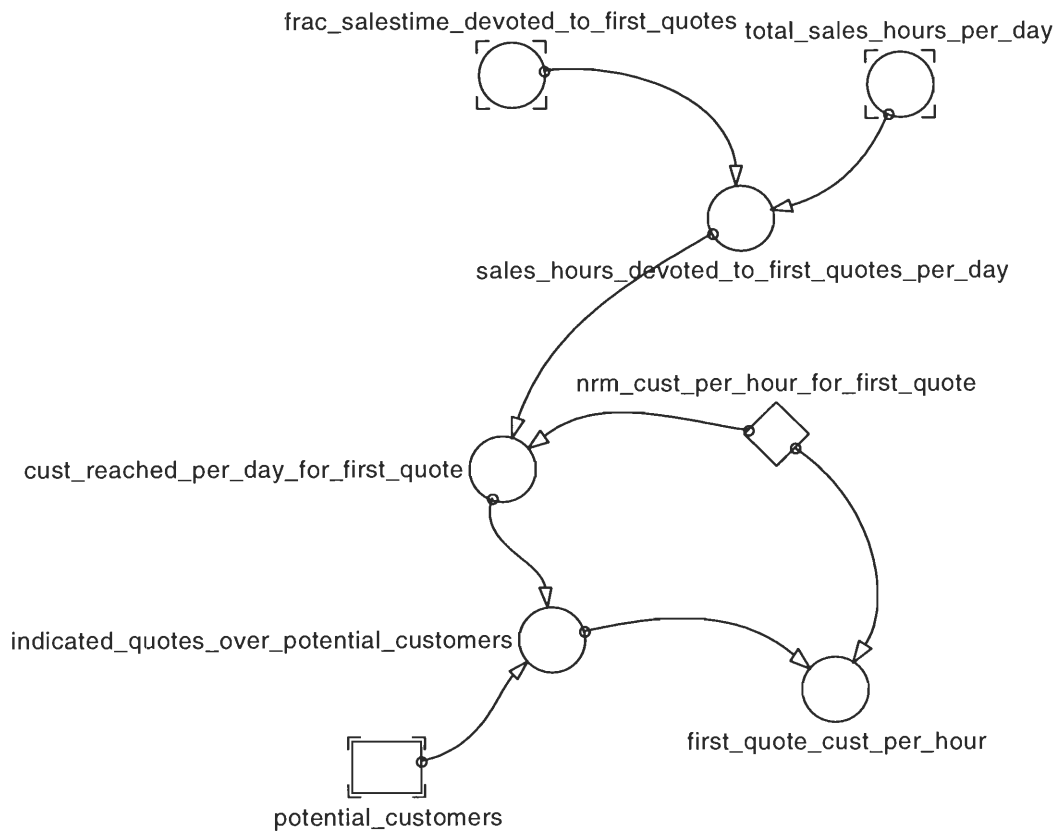 frac_salestime_devoted_to_first_quotes
total_sales_hours_per_day
sales_hours_devoted_to_first_quotes_per_day
nrm_cust_per_hour_for_first_quote
cust_reached_per_day_for_first_quote
indicated_quotes_over_potential_customers
first_quote_cust_per_hour
potential_customers